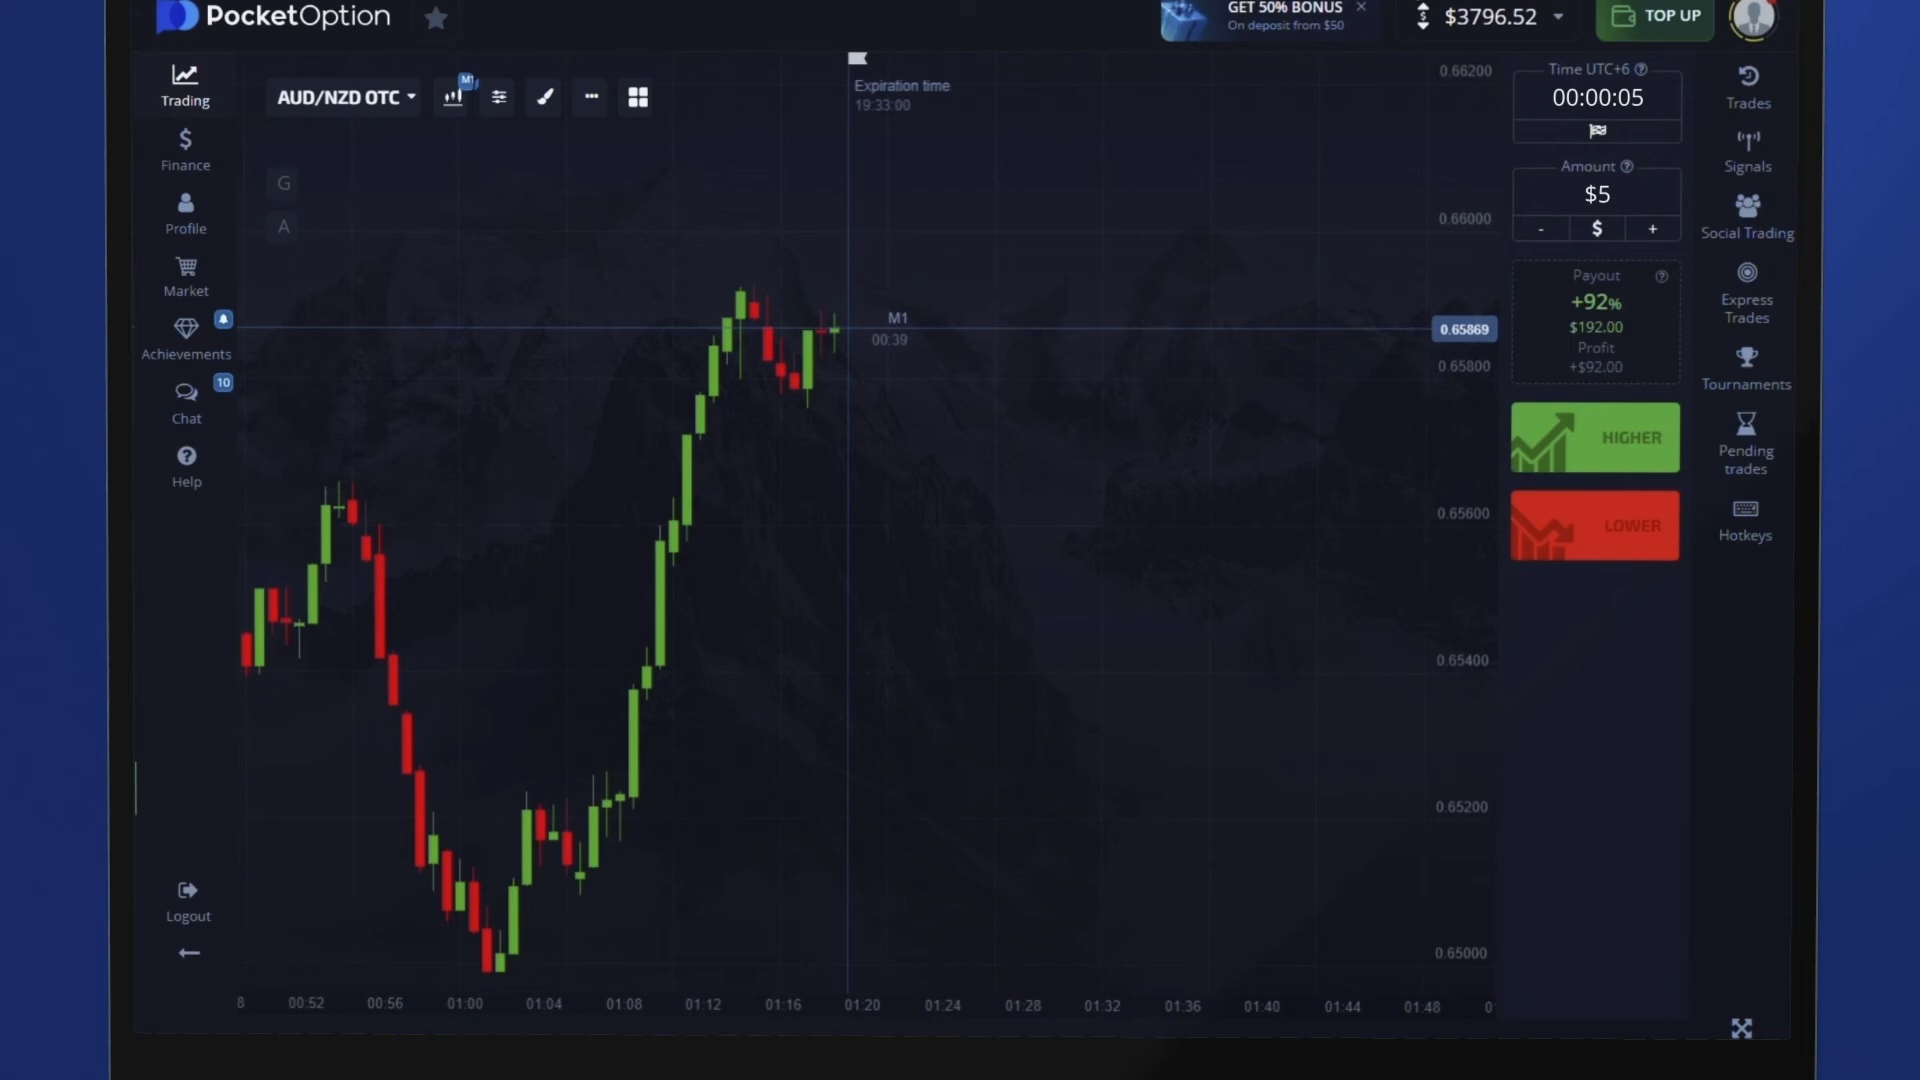 PocketOption
GET 50% BONUS
On deposit from $50
$3796.52
TOP UP
Trading
Finance
Profile
Market
Achievements
10
Chat
Help
Logout
AUD/NZD OTC
M1
G
A
Expiration time
19:33:00
M1
00:39
0.66200
0.66000
0.65869
0.65800
0.65600
0.65400
0.65200
0.65000
8
00:52
00:56
01:00
01:04
01:08
01:12
01:16
01:20
01:24
01:28
01:32
01:36
01:40
01:44
01:48
0
Time UTC+6
00:00:05
Amount
$5
- $ +
Payout
+92%
$192.00
Profit
+$92.00
HIGHER
LOWER
Trades
Signals
Social Trading
Express
Trades
Tournaments
Pending
trades
Hotkeys